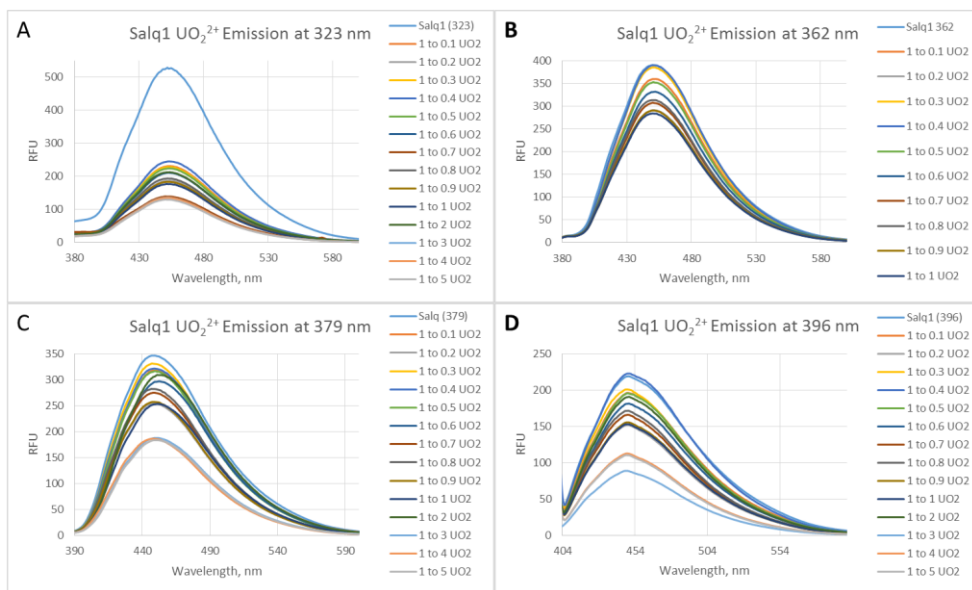 A
Salq1 UO₂²⁺ Emission at 323 nm
RFU
500
400
300
200
100
0
380
430
480
530
580
Wavelength, nm
Salq1 (323)
1 to 0.1 UO2
1 to 0.2 UO2
1 to 0.3 UO2
1 to 0.4 UO2
1 to 0.5 UO2
1 to 0.6 UO2
1 to 0.7 UO2
1 to 0.8 UO2
1 to 0.9 UO2
1 to 1 UO2
1 to 2 UO2
1 to 3 UO2
1 to 4 UO2
1 to 5 UO2
B
Salq1 UO₂²⁺ Emission at 362 nm
RFU
400
350
300
250
200
150
100
50
0
380
430
480
530
580
Wavelength, nm
Salq1 362
1 to 0.1 UO2
1 to 0.2 UO2
1 to 0.3 UO2
1 to 0.4 UO2
1 to 0.5 UO2
1 to 0.6 UO2
1 to 0.7 UO2
1 to 0.8 UO2
1 to 0.9 UO2
1 to 1 UO2
C
Salq1 UO₂²⁺ Emission at 379 nm
RFU
350
300
250
200
150
100
50
0
390
440
490
540
590
Wavelength, nm
Salq (379)
1 to 0.1 UO2
1 to 0.2 UO2
1 to 0.3 UO2
1 to 0.4 UO2
1 to 0.5 UO2
1 to 0.6 UO2
1 to 0.7 UO2
1 to 0.8 UO2
1 to 0.9 UO2
1 to 1 UO2
1 to 2 UO2
1 to 3 UO2
1 to 4 UO2
1 to 5 UO2
D
Salq1 UO₂²⁺ Emission at 396 nm
RFU
250
200
150
100
50
0
404
454
504
554
Wavelength, nm
Salq1 (396)
1 to 0.1 UO2
1 to 0.2 UO2
1 to 0.3 UO2
1 to 0.4 UO2
1 to 0.5 UO2
1 to 0.6 UO2
1 to 0.7 UO2
1 to 0.8 UO2
1 to 0.9 UO2
1 to 1 UO2
1 to 2 UO2
1 to 3 UO2
1 to 4 UO2
1 to 5 UO2